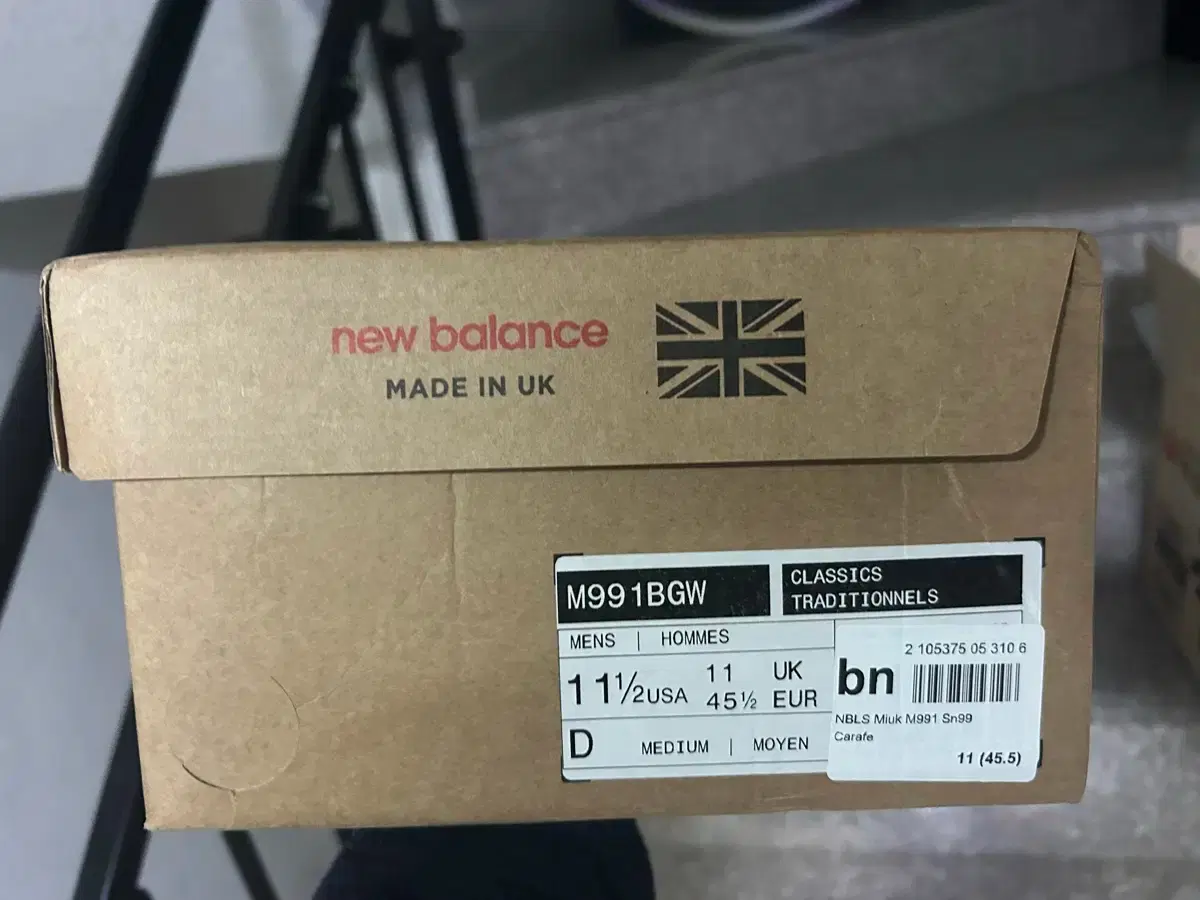 new balance
MADE IN UK
M991BGW
CLASSICS
TRADITIONNELS
MENS | HOMMES
11½USA 11 UK
45½ EUR
D MEDIUM | MOYEN
2 105375 05 310 6
bn
NBLS Miuk M991 Sn99
Carafe
11 (45.5)